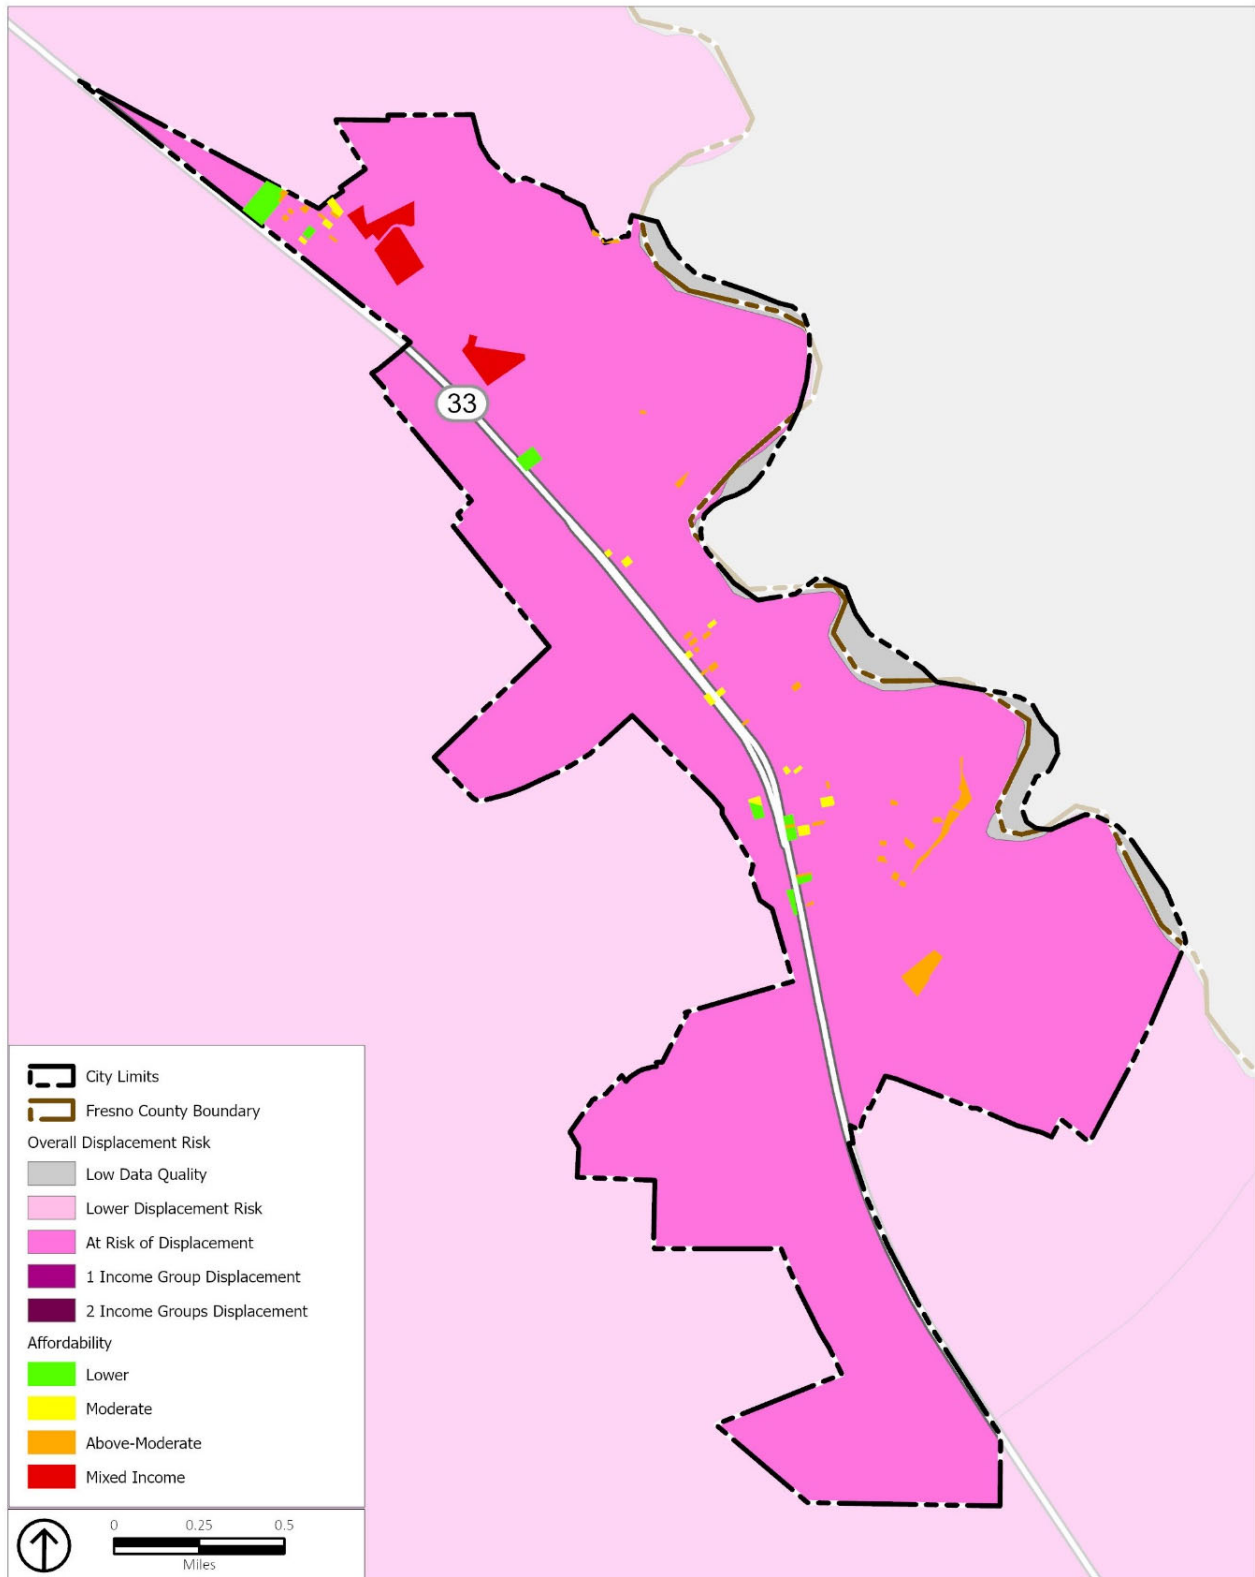 33
City Limits
Fresno County Boundary
Overall Displacement Risk
Low Data Quality
Lower Displacement Risk
At Risk of Displacement
1 Income Group Displacement
2 Income Groups Displacement
Affordability
Lower
Moderate
Above-Moderate
Mixed Income
0 0.25 0.5
Miles